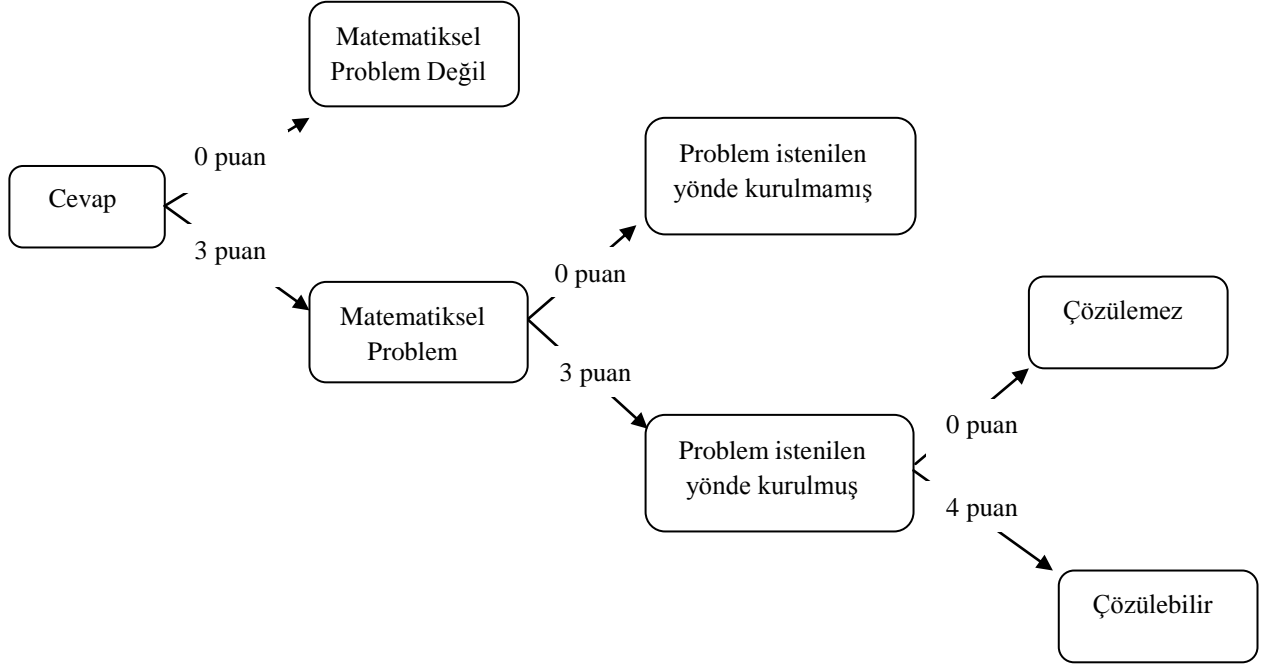 Matematiksel
Problem Değil
0 puan
Cevap
3 puan
Matematiksel
Problem
Problem istenilen
yönde kurulmamış
0 puan
3 puan
Problem istenilen
yönde kurulmuş
Çözülemez
0 puan
4 puan
Çözülebilir